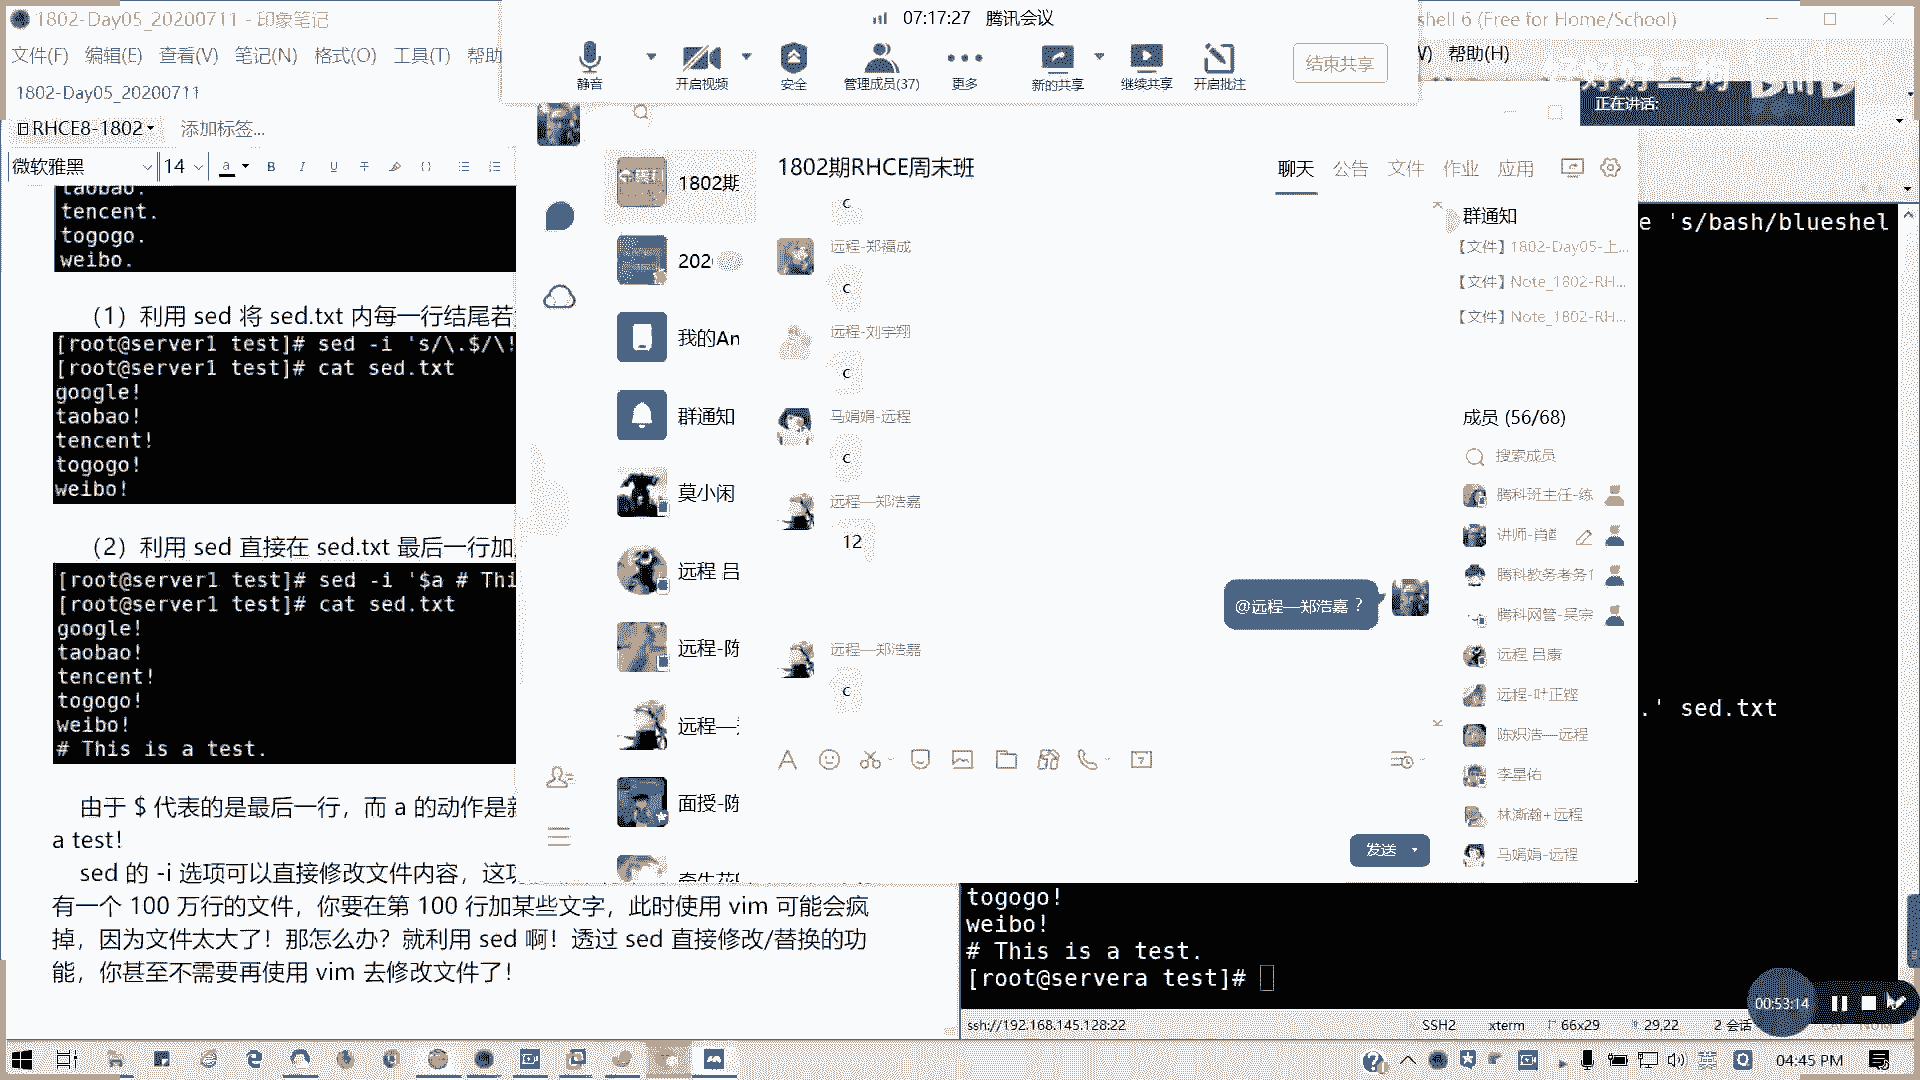 1802-Day05_20200711 - 印象笔记
文件(F) 编辑(E) 查看(V) 笔记(N) 格式(O) 工具(T) 帮助
1802-Day05_20200711
RHCE8-1802 添加标签...
微软雅黑 14 a B I U T
07:17:27 腾讯会议
静音 开启视频 安全 管理成员(37) 更多 新的共享 继续共享 开启批注
结束共享
shell 6 (Free for Home/School)
帮助(H)
正在讲话:
taobao.
tencent.
togogo.
weibo.
（1）利用 sed 将 sed.txt 内每一行结尾若
[root@server1 test]# sed -i 's/\.$/\!
[root@server1 test]# cat sed.txt
google!
taobao!
tencent!
togogo!
weibo!
（2）利用 sed 直接在 sed.txt 最后一行加
[root@server1 test]# sed -i '$a # Thi
[root@server1 test]# cat sed.txt
google!
taobao!
tencent!
togogo!
weibo!
# This is a test.
由于 $ 代表的是最后一行，而 a 的动作是
a test！
sed 的 -i 选项可以直接修改文件内容，这
有一个 100 万行的文件，你要在第 100 行加某些文字，此时使用 vim 可能会疯
掉，因为文件太大了！那怎么办？就利用 sed 啊！透过 sed 直接修改/替换的功
能，你甚至不需要再使用 vim 去修改文件了！
1802期
202
我的An
群通知
莫小闲
远程 吕
远程-陈
远程—
面授-陈
1802期RHCE周末班
聊天 公告 文件 作业 应用
c
远程-郑福成
c
远程-刘宇翔
c
马娟娟-远程
c
远程—郑浩嘉
12
@远程—郑浩嘉 ？
远程—郑浩嘉
c
发送
群通知
【文件】1802-Day05-上...
【文件】Note_1802-RH...
【文件】Note_1802-RH...
成员 (56/68)
搜索成员
腾科班主任-练
讲师-肖
腾科教务考务1
腾科网管-吴宗
远程 吕康
远程-叶正铿
陈炽浩—远程
李星佑
林澌瀚+远程
马娟娟-远程
e 's/bash/blueshel
.' sed.txt
togogo!
weibo!
# This is a test.
[root@servera test]#
00:53:14
ssh://192.168.145.128:22 SSH2 xterm 66x29 29,22 2 会话
英 04:45 PM